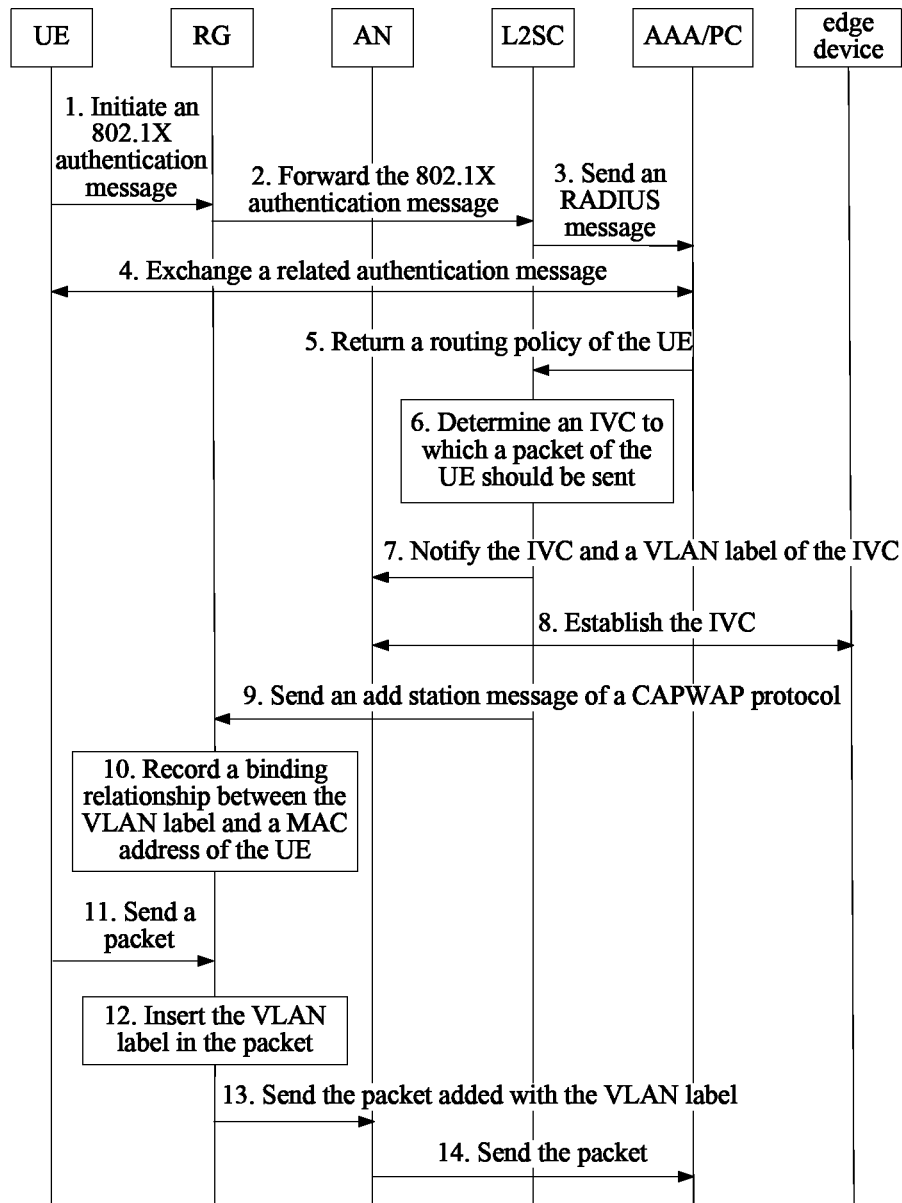 UE
RG
AN
L2SC
AAA/PC
edge
device
1. Initiate an
802.1X
authentication
message
2. Forward the 802.1X
authentication message
3. Send an
RADIUS
message
4. Exchange a related authentication message
5. Return a routing policy of the UE
6. Determine an IVC to
which a packet of the
UE should be sent
7. Notify the IVC and a VLAN label of the IVC
8. Establish the IVC
9. Send an add station message of a CAPWAP protocol
10. Record a binding
relationship between the
VLAN label and a MAC
address of the UE
11. Send a
packet
12. Insert the VLAN
label in the packet
13. Send the packet added with the VLAN label
14. Send the packet